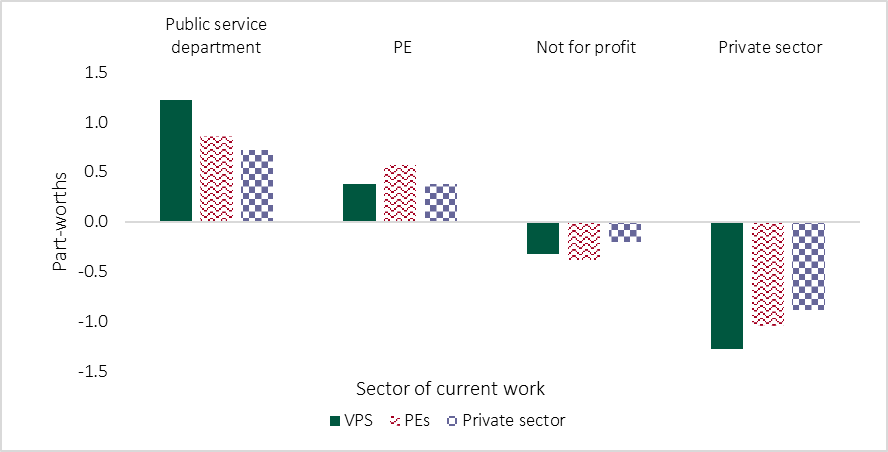 Public service
department
PE
Not for profit
Private sector
1.5
1.0
0.5
0.0
-0.5
-1.0
-1.5
Part-worths
Sector of current work
VPS
PEs
Private sector